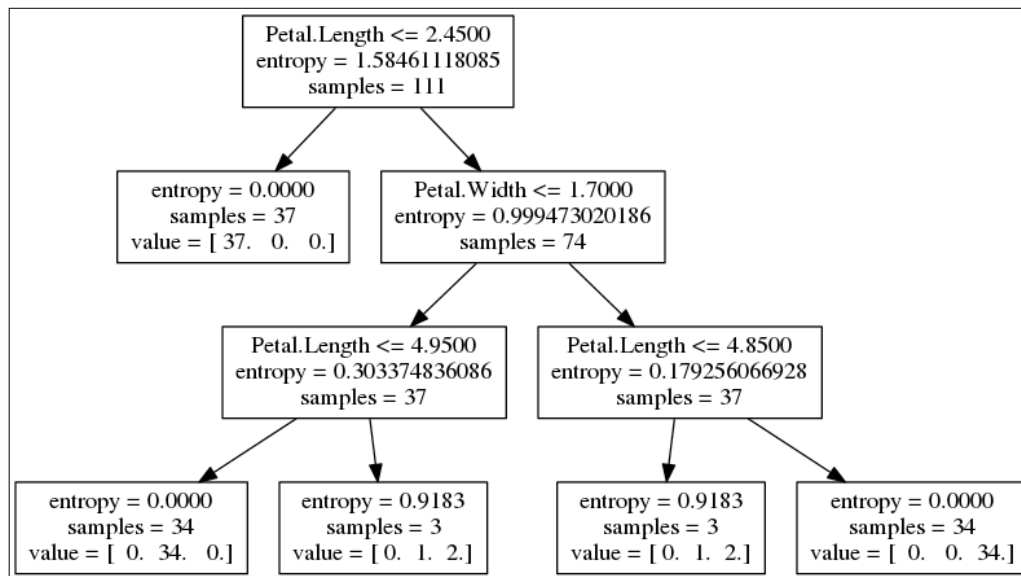 Petal.Length <= 2.4500
entropy = 1.58461118085
samples = 111
entropy = 0.0000
samples = 37
value = [ 37. 0. 0.]
Petal.Width <= 1.7000
entropy = 0.999473020186
samples = 74
Petal.Length <= 4.9500
entropy = 0.303374836086
samples = 37
Petal.Length <= 4.8500
entropy = 0.179256066928
samples = 37
entropy = 0.0000
samples = 34
value = [ 0. 34. 0.]
entropy = 0.9183
samples = 3
value = [ 0. 1. 2.]
entropy = 0.9183
samples = 3
value = [ 0. 1. 2.]
entropy = 0.0000
samples = 34
value = [ 0. 0. 34.]